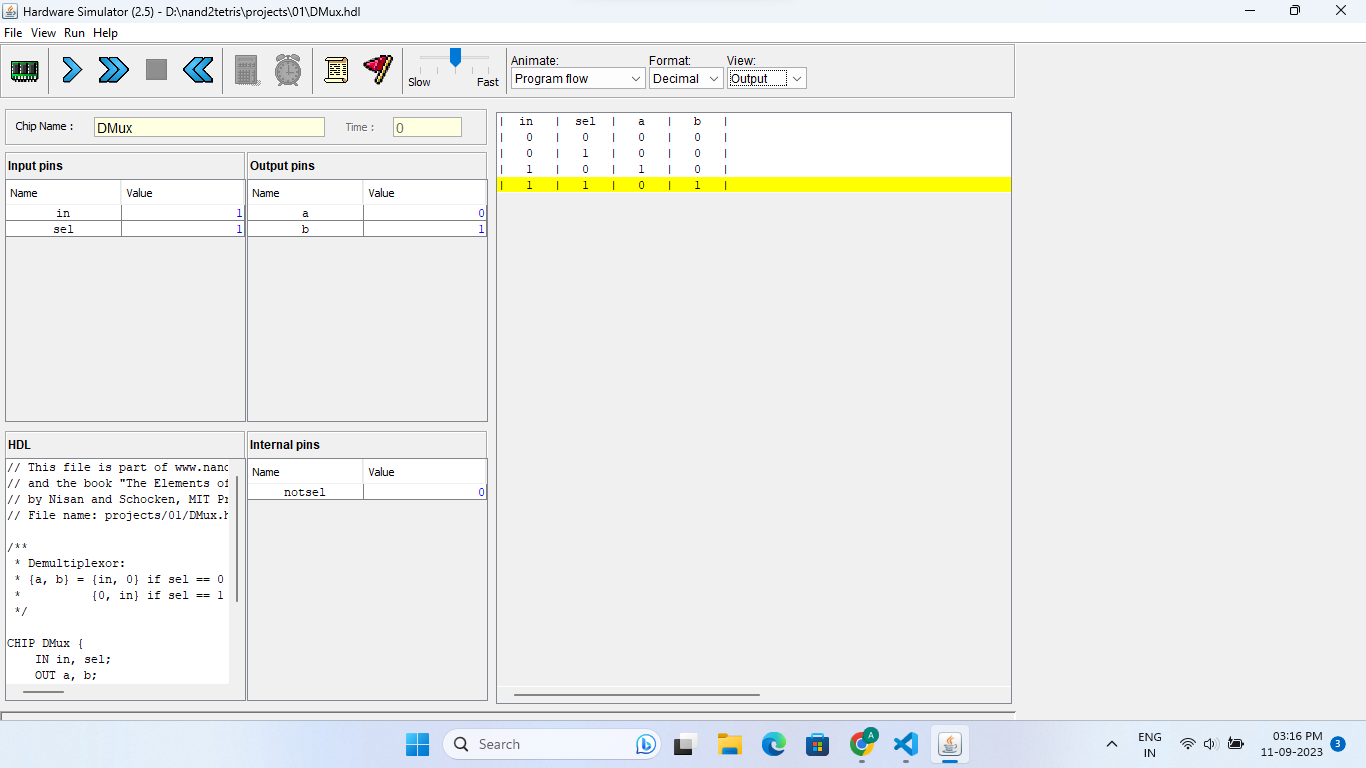 Hardware Simulator (2.5) - D:\nand2tetris\projects\01\DMux.hdl
File View Run Help
Slow Fast
Animate: Format: View:
Program flow Decimal Output
Chip Name : DMux Time : 0
Input pins
Name Value
in 1
sel 1
Output pins
Name Value
a 0
b 1
HDL
// This file is part of www.nand
// and the book "The Elements of
// by Nisan and Schocken, MIT Pr
// File name: projects/01/DMux.h
/**
* Demultiplexor:
* {a, b} = {in, 0} if sel == 0
* {0, in} if sel == 1
*/
CHIP DMux {
IN in, sel;
OUT a, b;
Internal pins
Name Value
notsel 0
| in | sel | a | b |
| 0 | 0 | 0 | 0 |
| 0 | 1 | 0 | 0 |
| 1 | 0 | 1 | 0 |
| 1 | 1 | 0 | 1 |
Search
A
ENG
IN
03:16 PM
11-09-2023
3